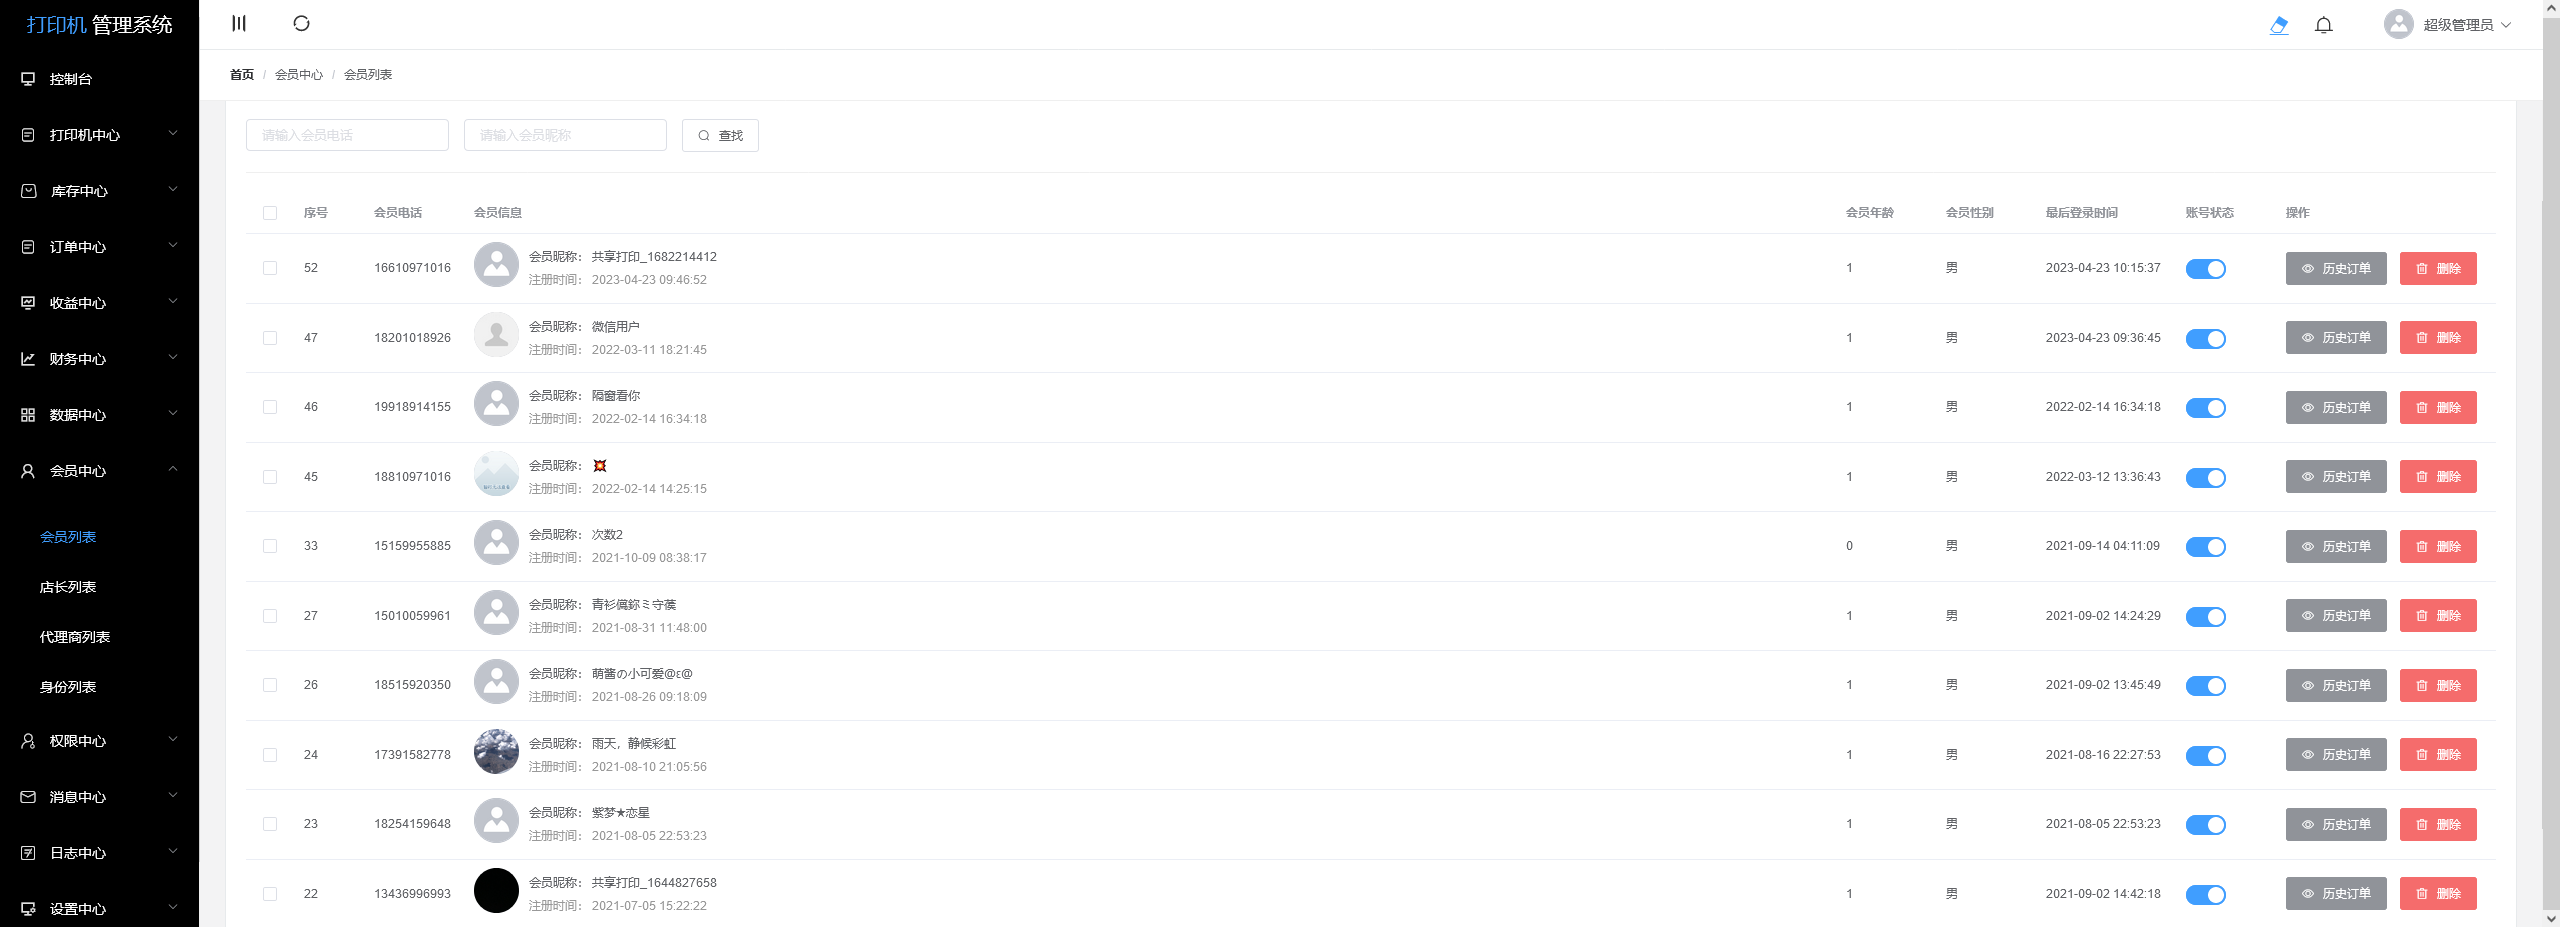 打印机 管理系统
超级管理员
控制台
打印机中心
库存中心
订单中心
收益中心
财务中心
数据中心
会员中心
会员列表
店长列表
代理商列表
身份列表
权限中心
消息中心
日志中心
设置中心
首页 / 会员中心 / 会员列表
请输入会员电话 请输入会员昵称 查找
序号 会员电话 会员信息 会员年龄 会员性别 最后登录时间 账号状态 操作
52 16610971016 会员昵称： 共享打印_1682214412 1 男 2023-04-23 10:15:37 历史订单 删除
注册时间： 2023-04-23 09:46:52
47 18201018926 会员昵称： 微信用户 1 男 2023-04-23 09:36:45 历史订单 删除
注册时间： 2022-03-11 18:21:45
46 19918914155 会员昵称： 隔窗看你 1 男 2022-02-14 16:34:18 历史订单 删除
注册时间： 2022-02-14 16:34:18
45 18810971016 会员昵称： 💥 1 男 2022-03-12 13:36:43 历史订单 删除
注册时间： 2022-02-14 14:25:15
33 15159955885 会员昵称： 次数2 0 男 2021-09-14 04:11:09 历史订单 删除
注册时间： 2021-10-09 08:38:17
27 15010059961 会员昵称： 1 男 2021-09-02 14:24:29 历史订单 删除
注册时间： 2021-08-31 11:48:00
26 18515920350 会员昵称： 萌酱の小可爱@ε@ 1 男 2021-09-02 13:45:49 历史订单 删除
注册时间： 2021-08-26 09:18:09
24 17391582778 会员昵称： 雨天，静候彩虹 1 男 2021-08-16 22:27:53 历史订单 删除
注册时间： 2021-08-10 21:05:56
23 18254159648 会员昵称： 紫梦★恋星 1 男 2021-08-05 22:53:23 历史订单 删除
注册时间： 2021-08-05 22:53:23
22 13436996993 会员昵称： 共享打印_1644827658 1 男 2021-09-02 14:42:18 历史订单 删除
注册时间： 2021-07-05 15:22:22